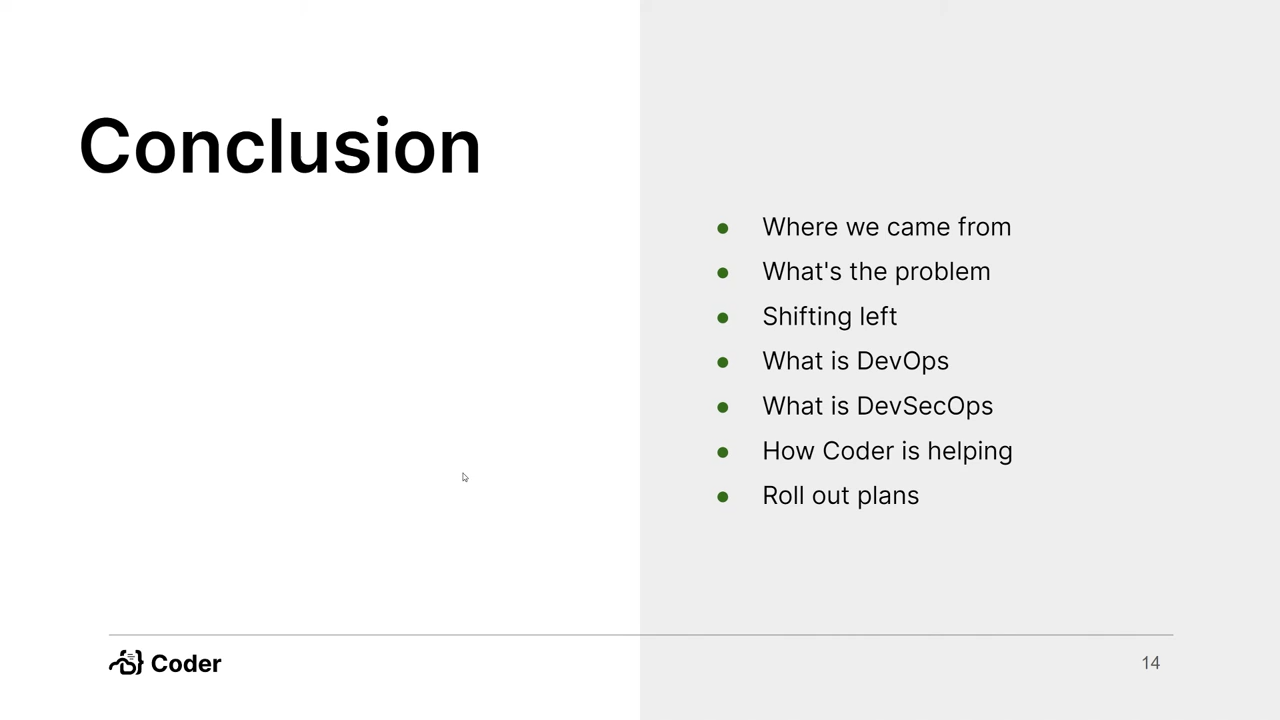 Conclusion
Where we came from
What's the problem
Shifting left
What is DevOps
What is DevSecOps
How Coder is helping
Roll out plans
Coder
14